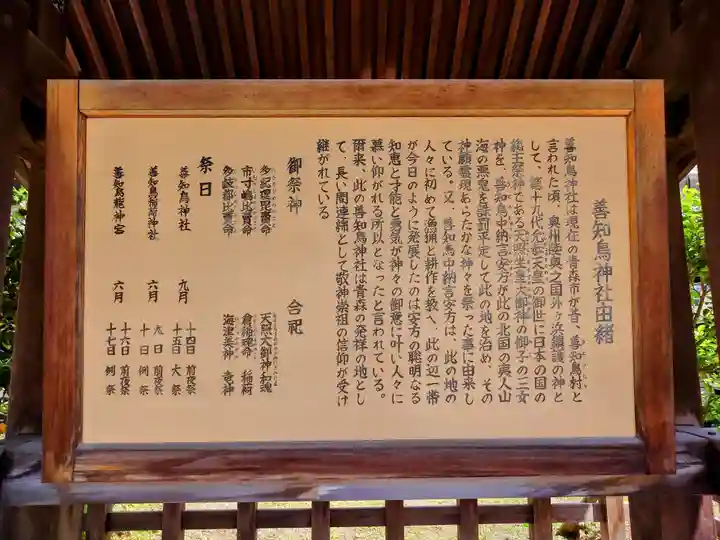 善知鳥神社由緒
善知鳥神社は現在の青森市が昔、善知鳥村と
言われた頃、奥州陸奥之国外ヶ浜鎮護の神と
して、第十九代允恭天皇の御世に日本の国の
総主祭神である天照坐皇大御神の御子の三女
神を、善知鳥中納言安方が此の北国の夷人山
海の悪鬼を誅罰平定して此の地を治め、その
神願霊現あらたかな神々を祭った事に由来し
ている。又、善知鳥中納言安方は、此の地の
人々に初めて漁猟と耕作を教へ、此の辺一帯
が今日のように発展したのは安方の聡明なる
知恵と才能と勇気が神々の御意に叶い人々に
慕い仰がれる所以となったと言われている。
爾来、此の善知鳥神社は青森の発祥の地とし
て、長い間連綿として敬神崇祖の信仰が受け
継がれている
御祭神
多紀理毘賣命
市寸嶋比賣命
多岐都比賣命
合祀
天照大御神和魂
倉稲魂命 稲荷
海津美神 竜神
祭日
善知鳥神社 九月
十四日 前夜祭
十五日 大祭
善知鳥稲荷神社 六月
九日 前夜祭
十日 例祭
善知鳥龍神宮 六月
十六日 前夜祭
十七日 例祭